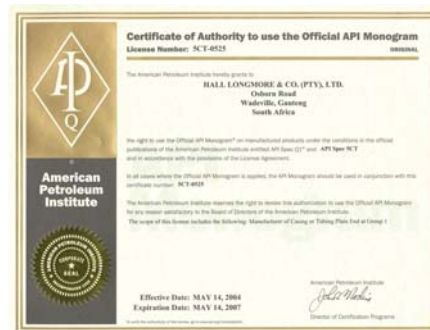 Certificate of Authority to use the Official API Monogram
License Number: 5CT-0525
ORIGINAL
The American Petroleum Institute hereby grants to
HALL LONGMORE & CO. (PTY), LTD.
Osborn Road
Wadeville, Gauteng
South Africa
the right to use the Official API Monogram® on manufactured products under the conditions in the official
publications of the American Petroleum Institute entitled API Spec Q1® and API Spec 5CT
and in accordance with the provisions of the License Agreement.
In all cases where the Official API Monogram is applied, the API Monogram should be used in conjunction with this
certificate number: 5CT-0525
The American Petroleum Institute reserves the right to revoke this authorization to use the Official API Monogram
for any reason satisfactory to the Board of Directors of the American Petroleum Institute.
The scope of this license includes the following: Manufacturer of Casing or Tubing Plain End at Group 1
Q
American
Petroleum
Institute
AMERICAN PETROLEUM INSTITUTE
CORPORATE
SEAL
Effective Date: MAY 14, 2004
Expiration Date: MAY 14, 2007
American Petroleum Institute
Director of Certification Programs